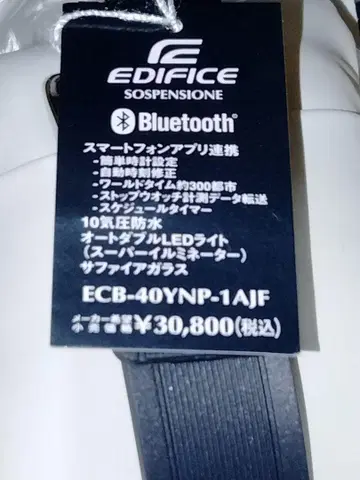 EDIFICE
SOSPENSIONE
Bluetooth®
スマートフォンアプリ連携
-簡単時計設定
-自動時刻修正
-ワールドタイム約300都市
-ストップウオッチ計測データ転送
-スケジュールタイマー
10気圧防水
オートダブルLEDライト
(スーパーイルミネーター)
サファイアガラス
ECB-40YNP-1AJF
メーカー希望小売価格¥30,800(税込)